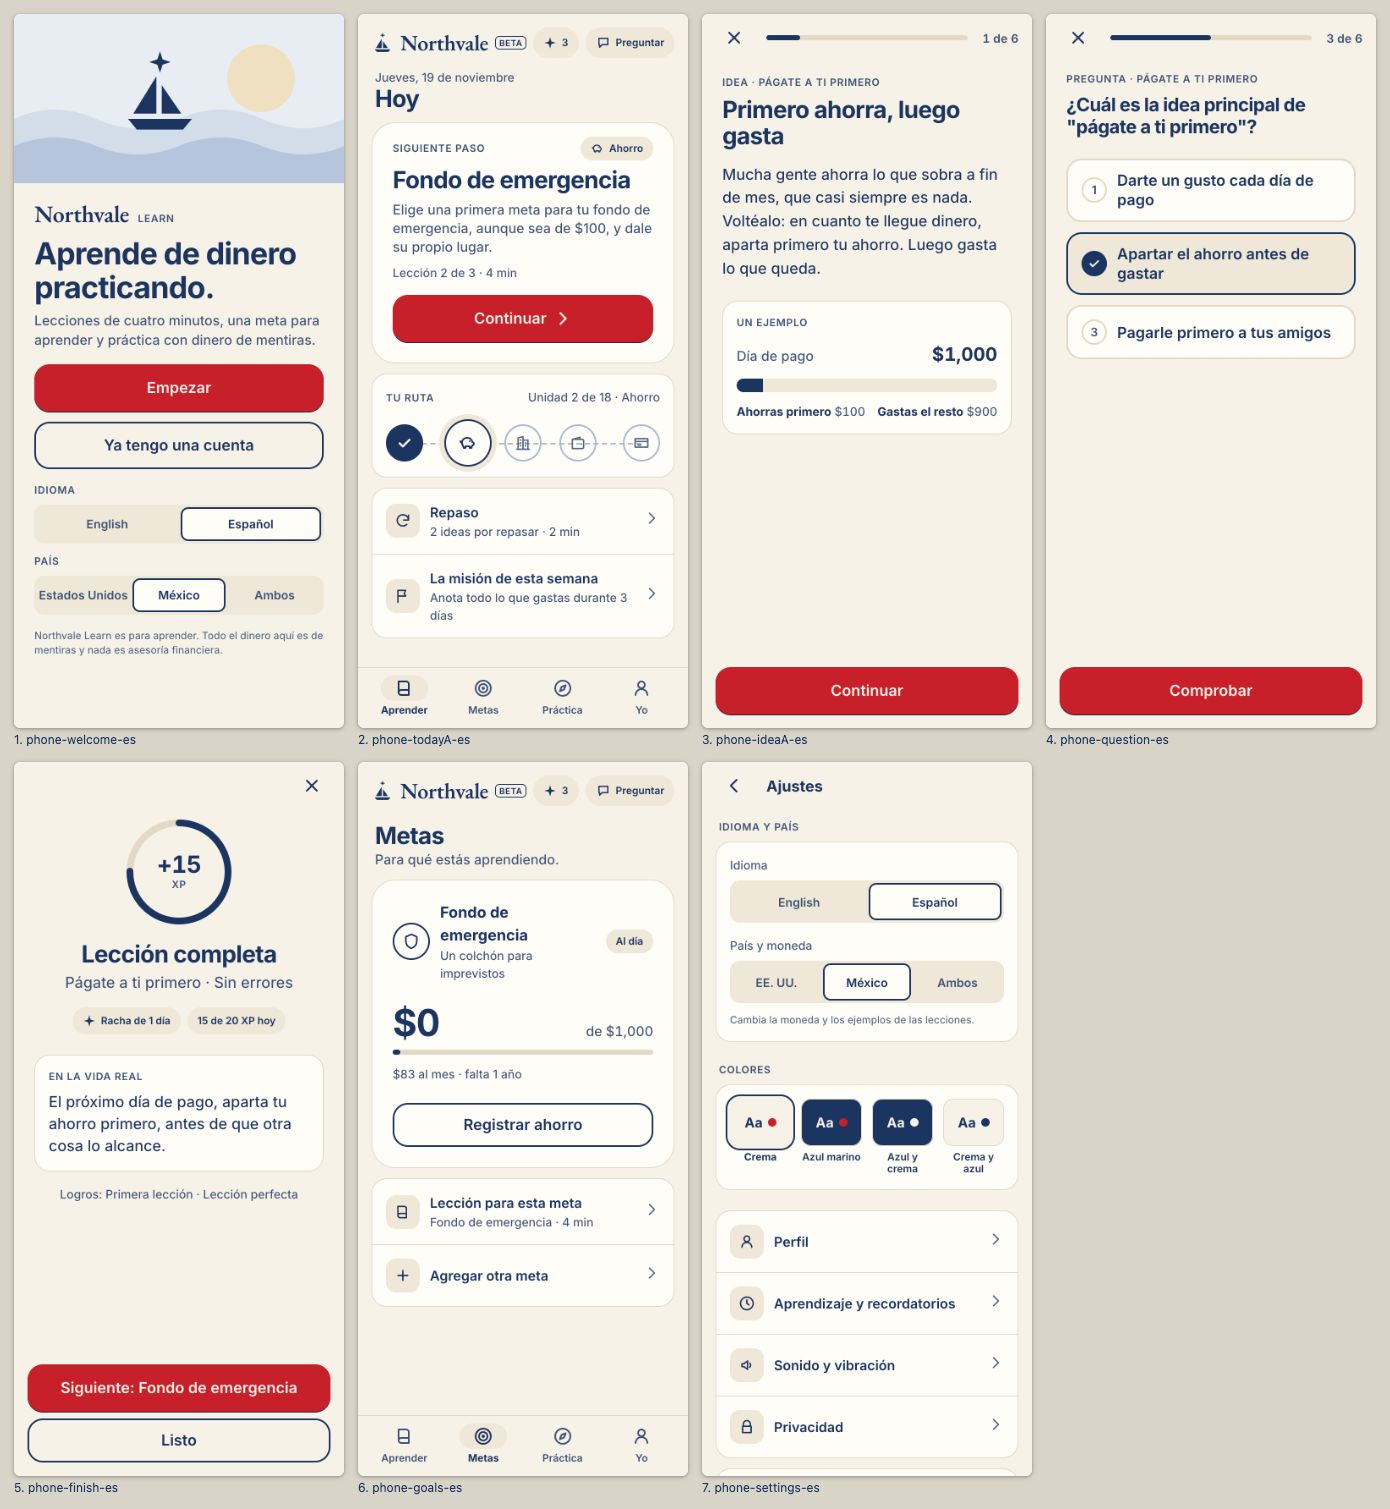 Northvale LEARN
Aprende de dinero
practicando.
Lecciones de cuatro minutos, una meta para
aprender y práctica con dinero de mentiras.
Empezar
Ya tengo una cuenta
IDIOMA
English
Español
PAÍS
Estados Unidos
México
Ambos
Northvale Learn es para aprender. Todo el dinero aquí es de
mentiras y nada es asesoría financiera.
1. phone-welcome-es
Northvale BETA
3
Preguntar
Jueves, 19 de noviembre
Hoy
SIGUIENTE PASO
Ahorro
Fondo de emergencia
Elige una primera meta para tu fondo de
emergencia, aunque sea de $100, y dale
su propio lugar.
Lección 2 de 3 · 4 min
Continuar
TU RUTA
Unidad 2 de 18 · Ahorro
Repaso
2 ideas por repasar · 2 min
La misión de esta semana
Anota todo lo que gastas durante 3
días
Aprender
Metas
Práctica
Yo
2. phone-todayA-es
1 de 6
IDEA · PÁGATE A TI PRIMERO
Primero ahorra, luego
gasta
Mucha gente ahorra lo que sobra a fin
de mes, que casi siempre es nada.
Voltéalo: en cuanto te llegue dinero,
aparta primero tu ahorro. Luego gasta
lo que queda.
UN EJEMPLO
Día de pago
$1,000
Ahorras primero $100
Gastas el resto $900
Continuar
3. phone-ideaA-es
3 de 6
PREGUNTA · PÁGATE A TI PRIMERO
¿Cuál es la idea principal de
"págate a ti primero"?
1
Darte un gusto cada día de
pago
Apartar el ahorro antes de
gastar
3
Pagarle primero a tus amigos
Comprobar
4. phone-question-es
+15
XP
Lección completa
Págate a ti primero · Sin errores
Racha de 1 día
15 de 20 XP hoy
EN LA VIDA REAL
El próximo día de pago, aparta tu
ahorro primero, antes de que otra
cosa lo alcance.
Logros: Primera lección · Lección perfecta
Siguiente: Fondo de emergencia
Listo
5. phone-finish-es
Northvale BETA
3
Preguntar
Metas
Para qué estás aprendiendo.
Fondo de
emergencia
Un colchón para
imprevistos
Al día
$0
de $1,000
$83 al mes · falta 1 año
Registrar ahorro
Lección para esta meta
Fondo de emergencia · 4 min
Agregar otra meta
Aprender
Metas
Práctica
Yo
6. phone-goals-es
Ajustes
IDIOMA Y PAÍS
Idioma
English
Español
País y moneda
EE. UU.
México
Ambos
Cambia la moneda y los ejemplos de las lecciones.
COLORES
Aa
Aa
Aa
Aa
Crema
Azul marino
Azul y
crema
Crema y
azul
Perfil
Aprendizaje y recordatorios
Sonido y vibración
Privacidad
7. phone-settings-es